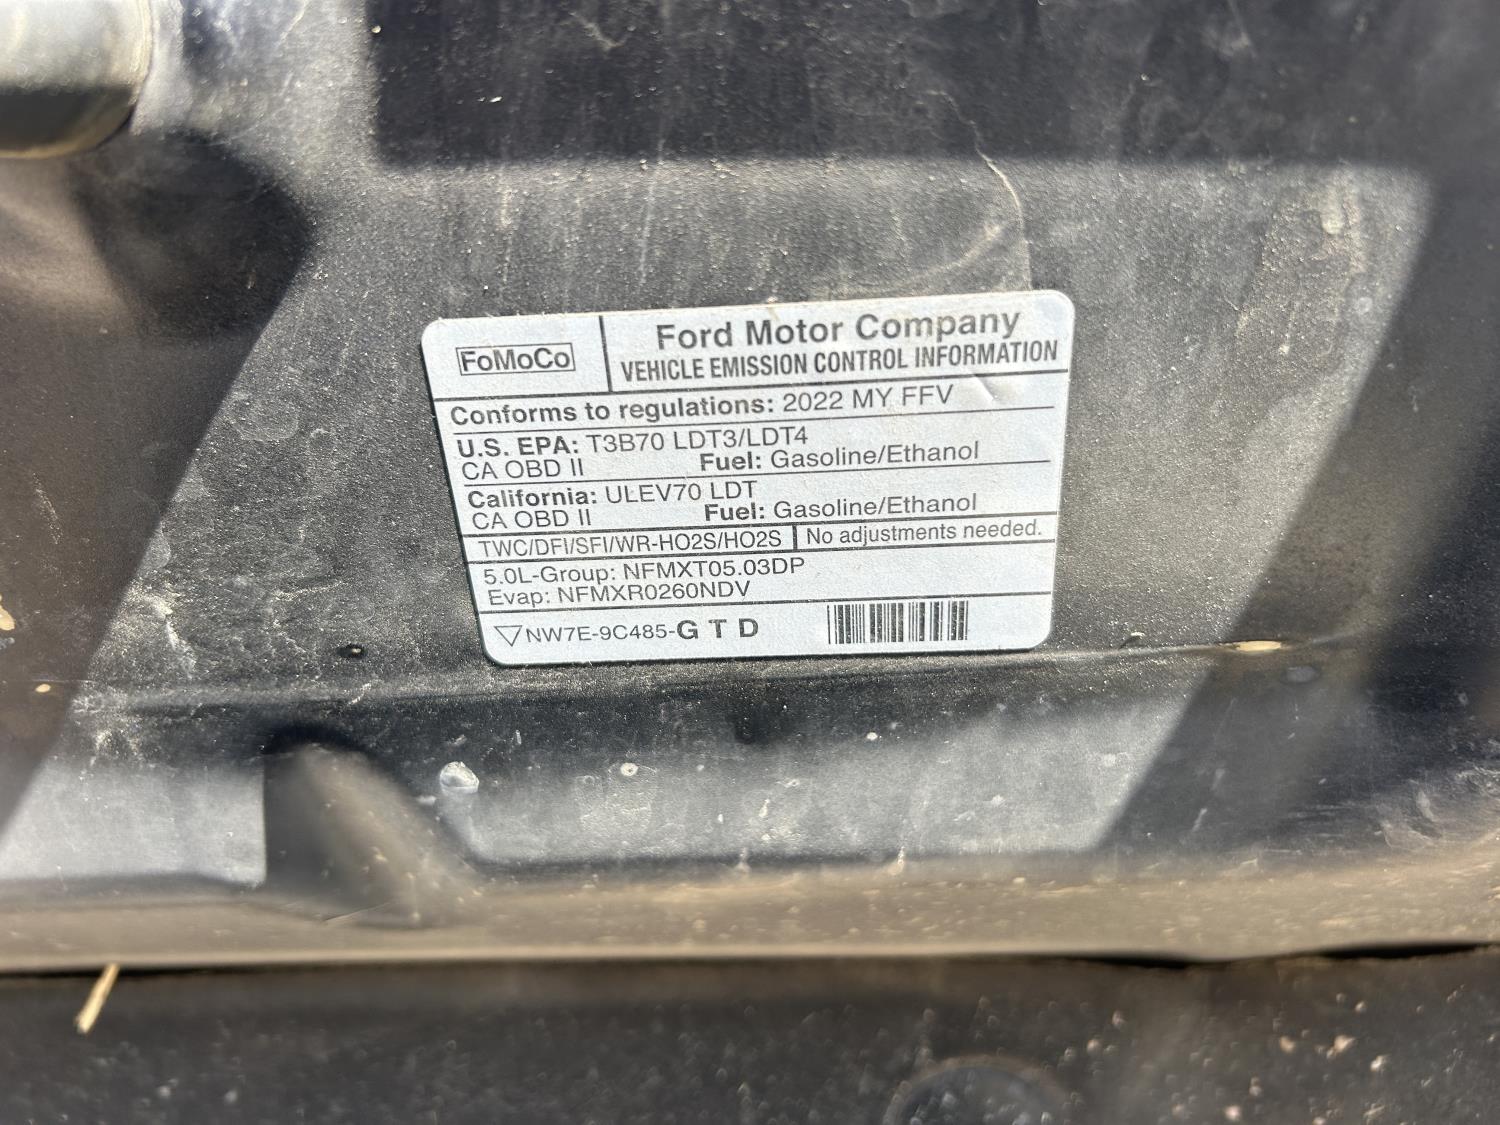 FoMoCo
Ford Motor Company
VEHICLE EMISSION CONTROL INFORMATION
Conforms to regulations: 2022 MY FFV
U.S. EPA: T3B70 LDT3/LDT4
CA OBD II Fuel: Gasoline/Ethanol
California: ULEV70 LDT
CA OBD II Fuel: Gasoline/Ethanol
TWC/DFI/SFI/WR-HO2S/HO2S No adjustments needed.
5.0L-Group: NFMXT05.03DP
Evap: NFMXR0260NDV
NW7E-9C485-G T D